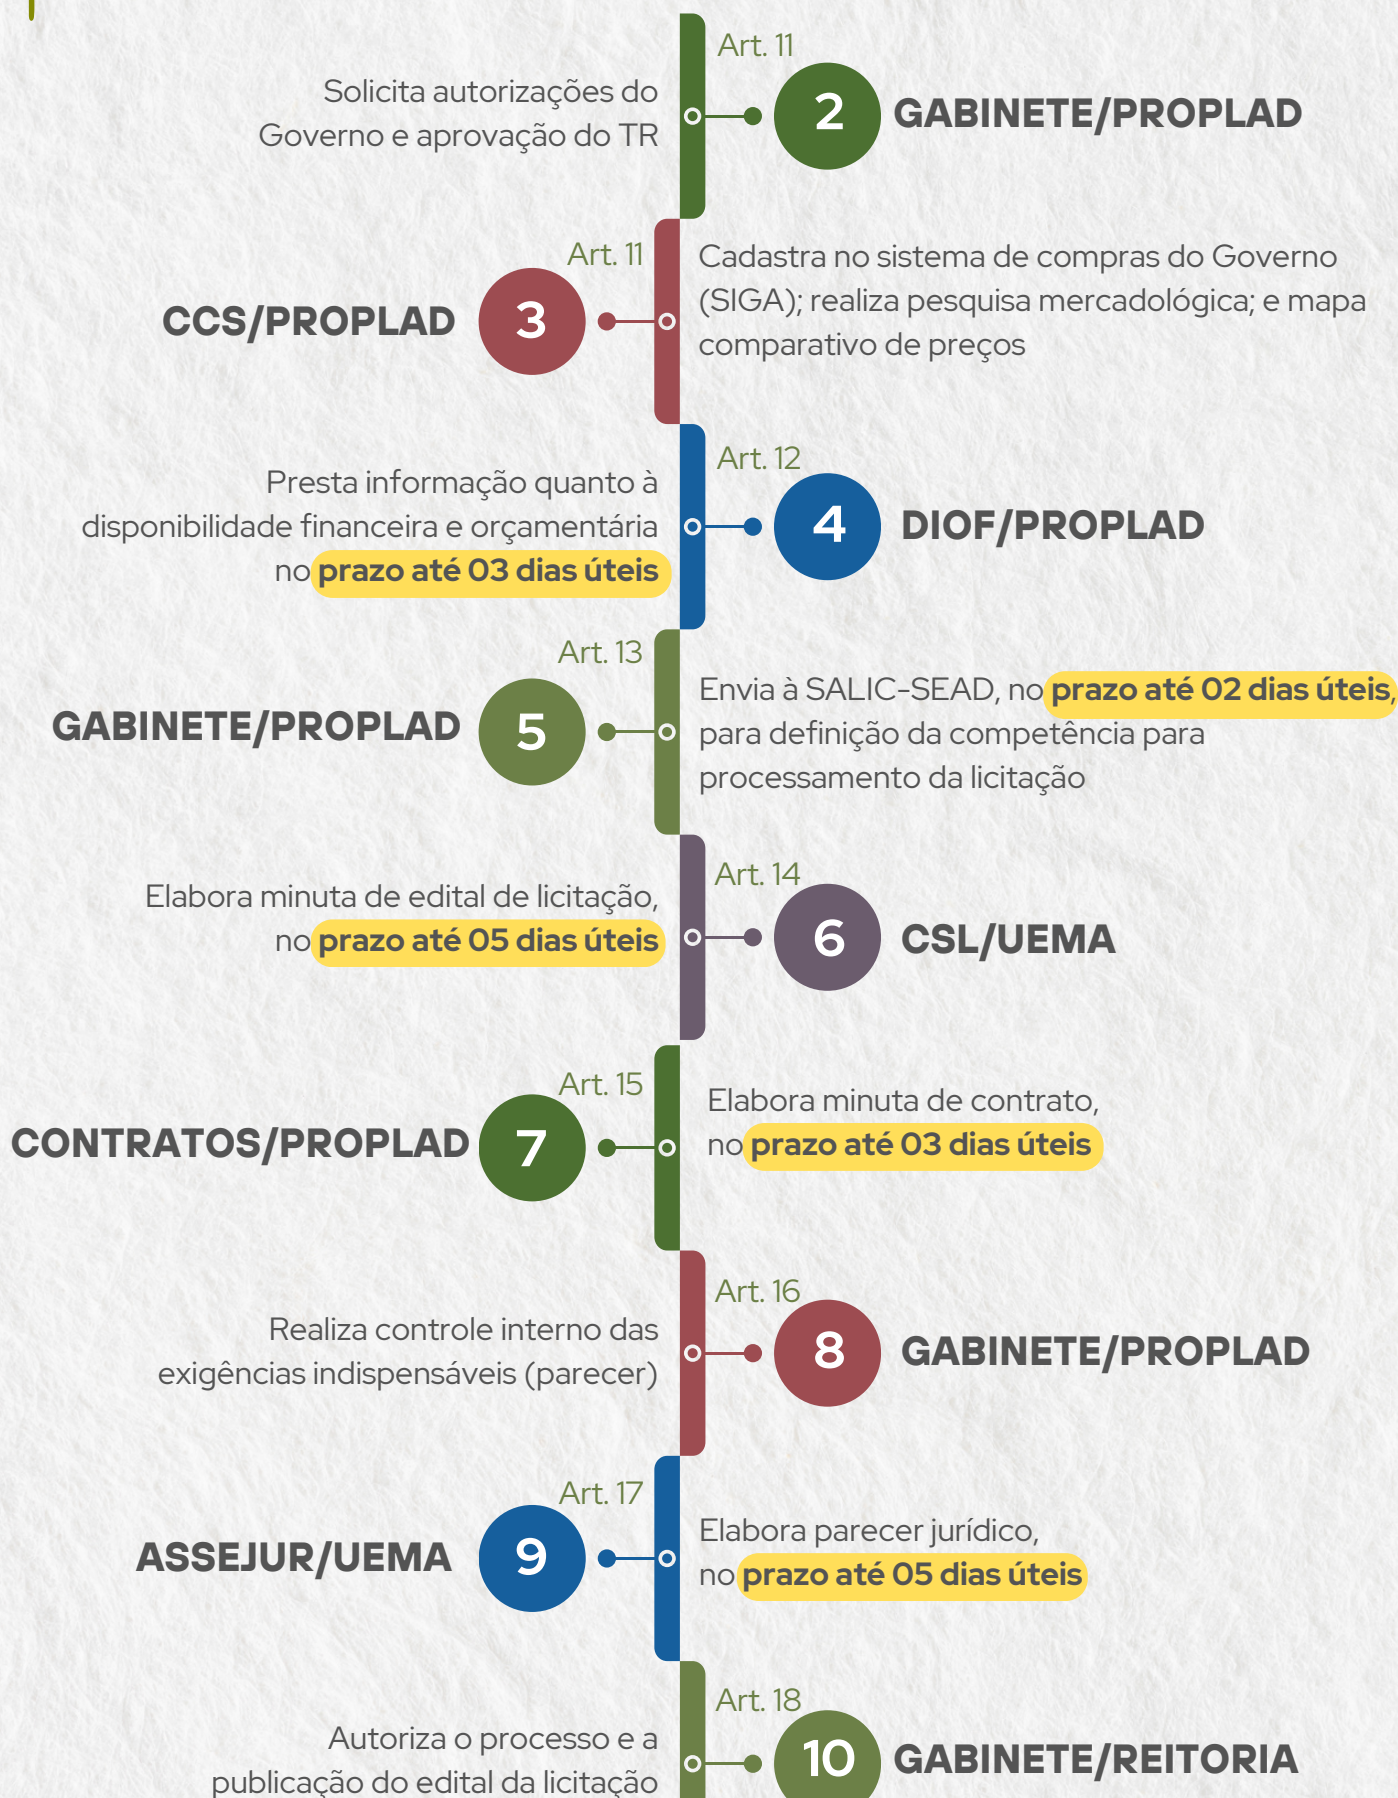 Art. 11
Solicita autorizações do
Governo e aprovação do TR
2
GABINETE/PROPLAD
Art. 11
CCS/PROPLAD
3
Cadastra no sistema de compras do Governo
(SIGA); realiza pesquisa mercadológica; e mapa
comparativo de preços
Art. 12
Presta informação quanto à
disponibilidade financeira e orçamentária
no prazo até 03 dias úteis
4
DIOF/PROPLAD
Art. 13
GABINETE/PROPLAD
5
Envia à SALIC-SEAD, no prazo até 02 dias úteis,
para definição da competência para
processamento da licitação
Art. 14
Elabora minuta de edital de licitação,
no prazo até 05 dias úteis
6
CSL/UEMA
Art. 15
CONTRATOS/PROPLAD
7
Elabora minuta de contrato,
no prazo até 03 dias úteis
Art. 16
Realiza controle interno das
exigências indispensáveis (parecer)
8
GABINETE/PROPLAD
Art. 17
ASSEJUR/UEMA
9
Elabora parecer jurídico,
no prazo até 05 dias úteis
Art. 18
Autoriza o processo e a
publicação do edital da licitação
10
GABINETE/REITORIA